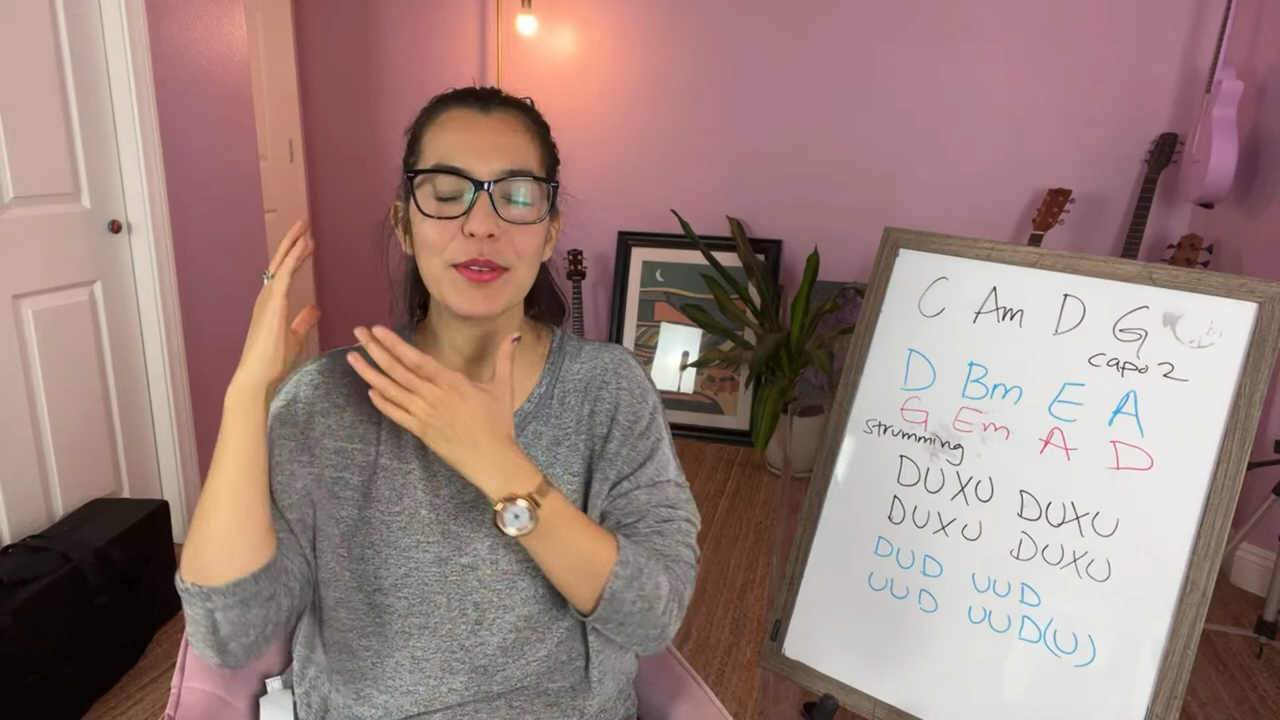 C Am D G
capo 2
D Bm E A
G Em A D
strumming
DUXU DUXU
DUXU DUXU
DUD UUD
UUD UUD(U)